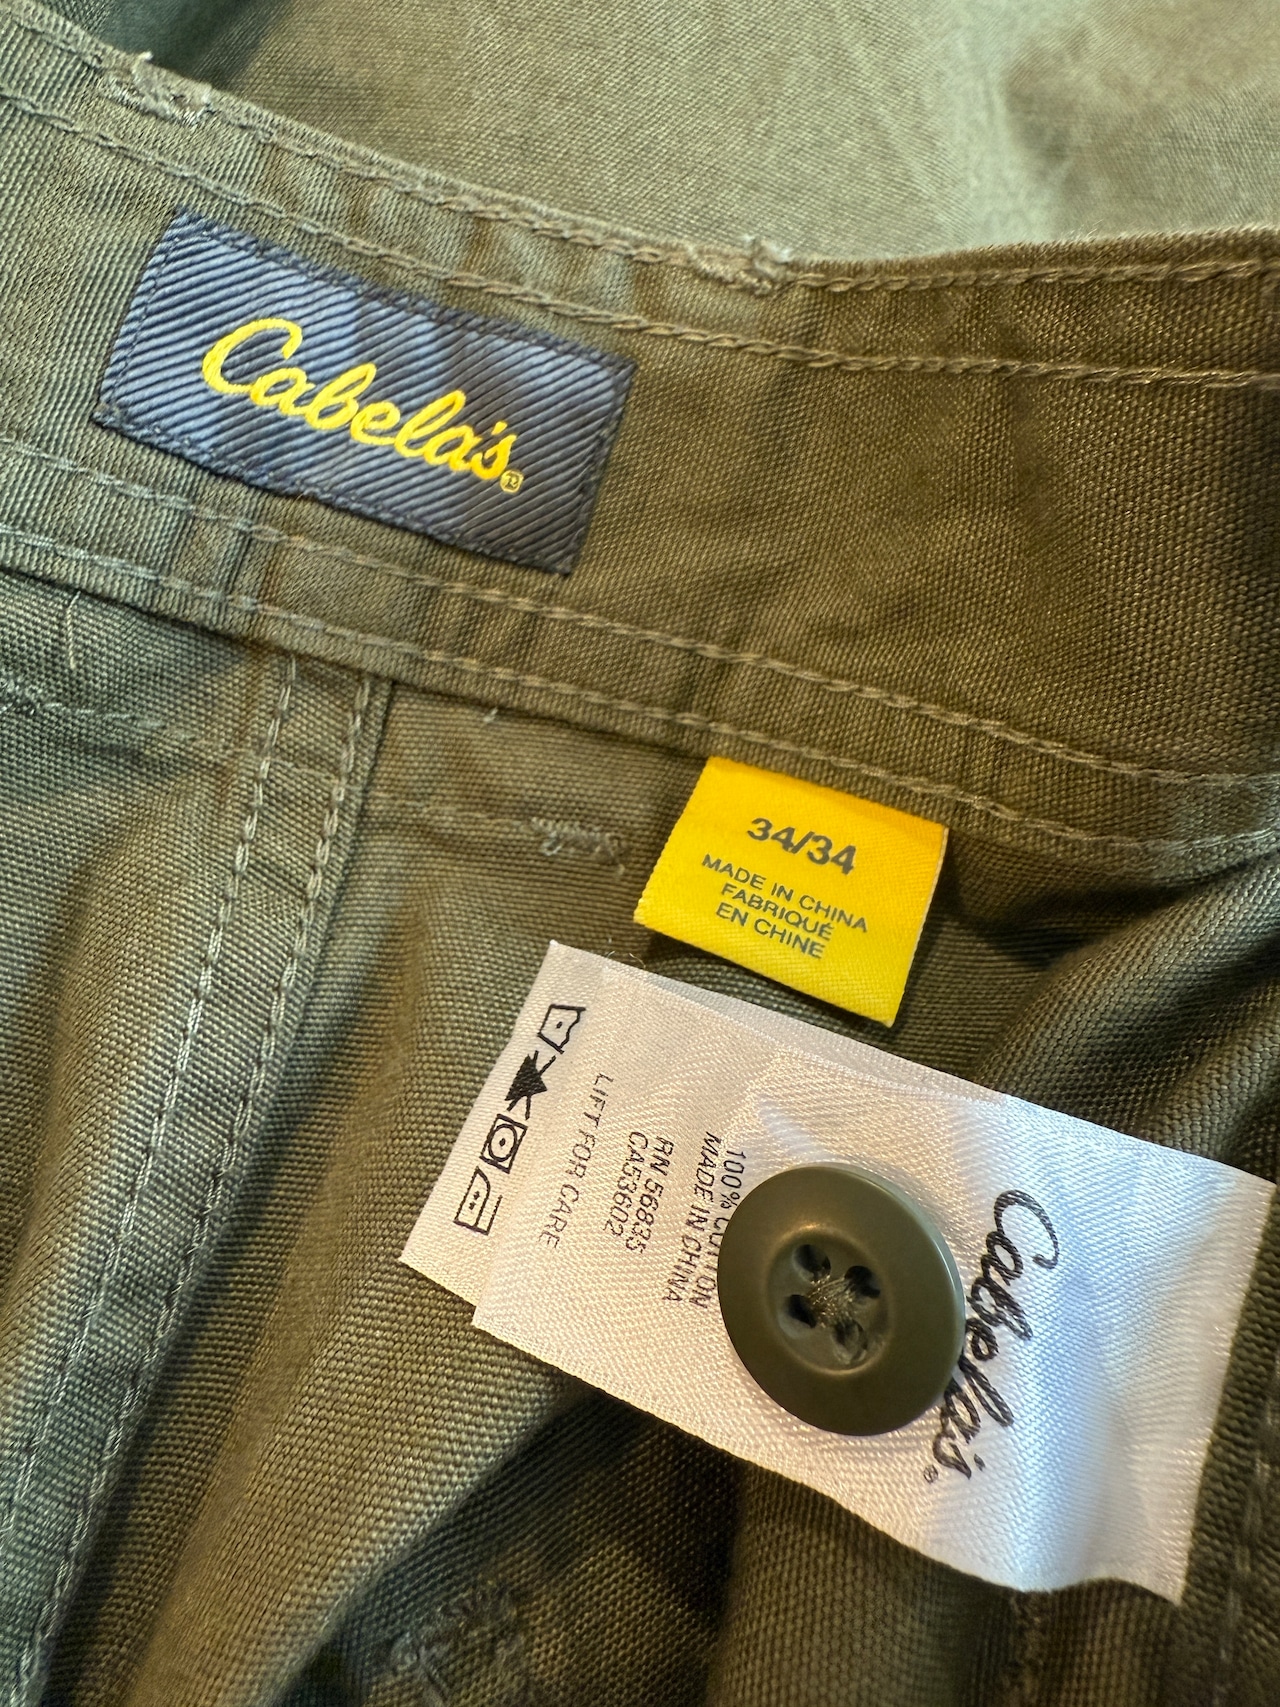 Cabela's®
34/34
MADE IN CHINA
FABRIQUÉ
EN CHINE
Cabela's®
100% COTTON
MADE IN CHINA
RN 56835
CA53602
LIFT FOR CARE